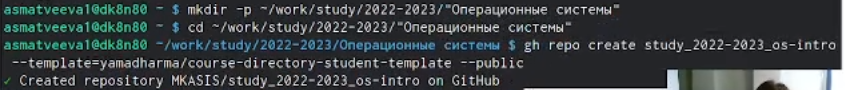 asmatveeva1@dk8n80 ~ $ mkdir -p ~/work/study/2022-2023/"Операционные системы"
asmatveeva1@dk8n80 ~ $ cd ~/work/study/2022-2023/"Операционные системы"
asmatveeva1@dk8n80 ~/work/study/2022-2023/Операционные системы $ gh repo create study_2022-2023_os-intro
--template=yamadharma/course-directory-student-template --public
✓ Created repository MKASIS/study_2022-2023_os-intro on GitHub